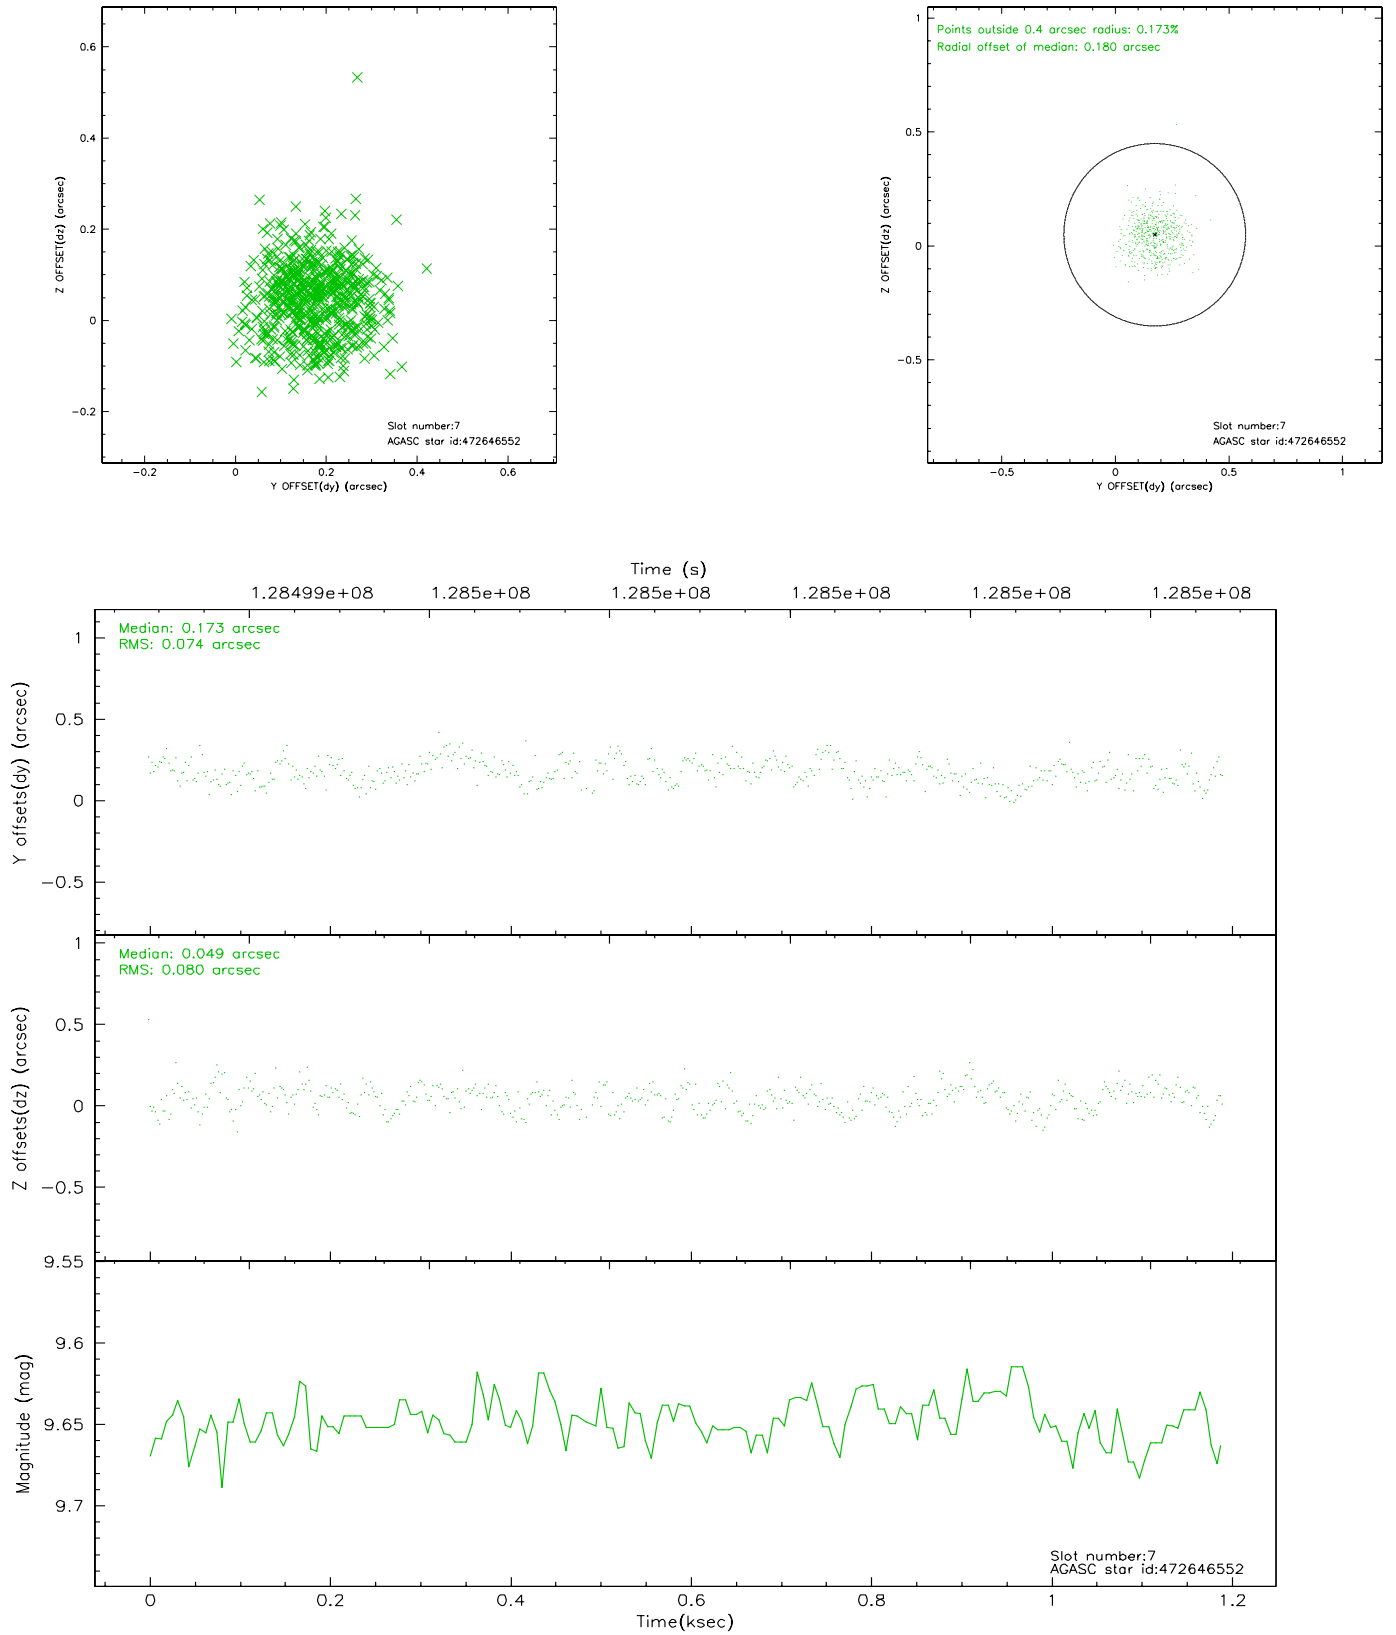 0.6
0.4
0.2
0
−0.2
Z OFFSET(dz) (arcsec)
Slot number:7
AGASC star id:472646552
−0.2 0 0.2 0.4 0.6
Y OFFSET(dy) (arcsec)
Points outside 0.4 arcsec radius: 0.173%
Radial offset of median: 0.180 arcsec
1
0.5
0
−0.5
Z OFFSET(dz) (arcsec)
Slot number:7
AGASC star id:472646552
−0.5 0 0.5 1
Y OFFSET(dy) (arcsec)
Time (s)
1.28499e+08 1.285e+08 1.285e+08 1.285e+08 1.285e+08 1.285e+08
Median: 0.173 arcsec
RMS: 0.074 arcsec
1
0.5
0
−0.5
Y offsets(dy) (arcsec)
Median: 0.049 arcsec
RMS: 0.080 arcsec
1
0.5
0
−0.5
Z offsets(dz) (arcsec)
9.55
9.6
9.65
9.7
Magnitude (mag)
Slot number:7
AGASC star id:472646552
0 0.2 0.4 0.6 0.8 1 1.2
Time(ksec)